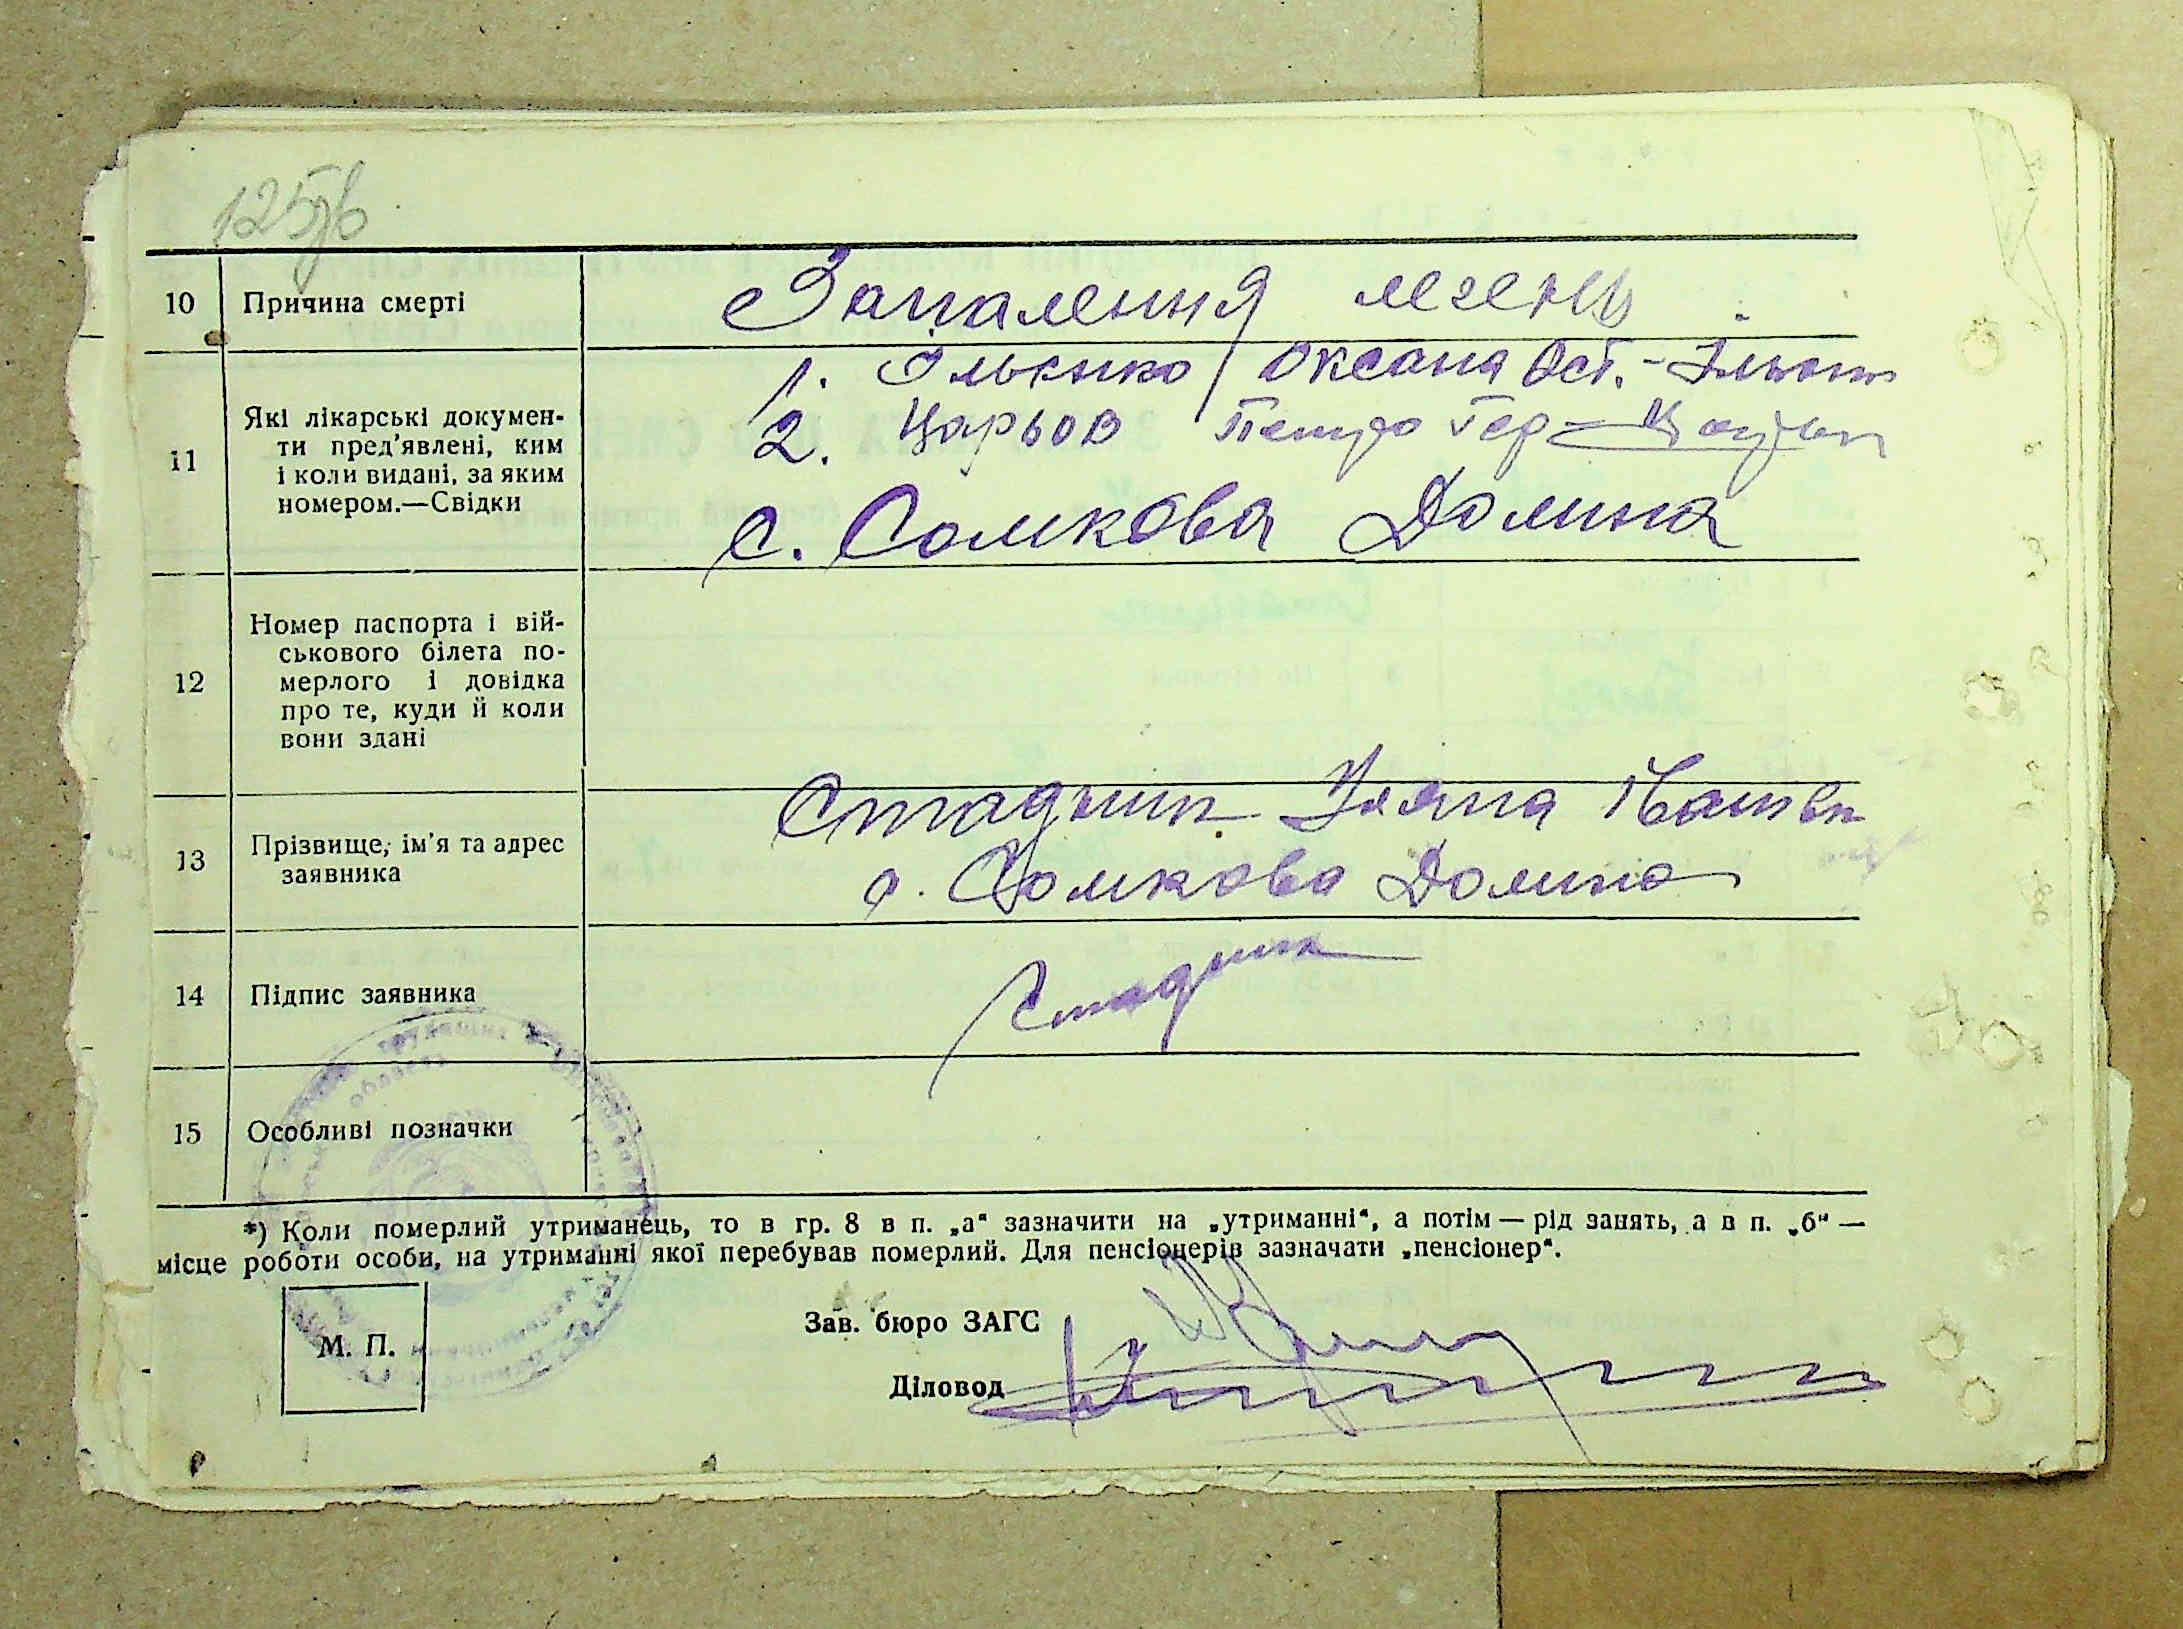 125зв
10 Причина смерті Запалення легень.
11 Які лікарські докумен-
ти пред'явлені, ким
і коли видані, за яким
номером.—Свідки
1. Ільєнко Оксана Ост.-
2. Царьов Петро Гер-
с. Сомкова Долина
12 Номер паспорта і вій-
ськового білета по-
мерлого і довідка
про те, куди й коли
вони здані
13 Прізвище, ім'я та адрес
заявника
Стадник Уляна
с. Сомкова Долина
14 Підпис заявника Стадник
15 Особливі позначки
*) Коли померлий утриманець, то в гр. 8 в п. „а“ зазначити на „утриманні“, а потім — рід занять, а в п. „б“ —
місце роботи особи, на утриманні якої перебував померлий. Для пенсіонерів зазначати „пенсіонер“.
М. П.
Зав. бюро ЗАГС
Діловод